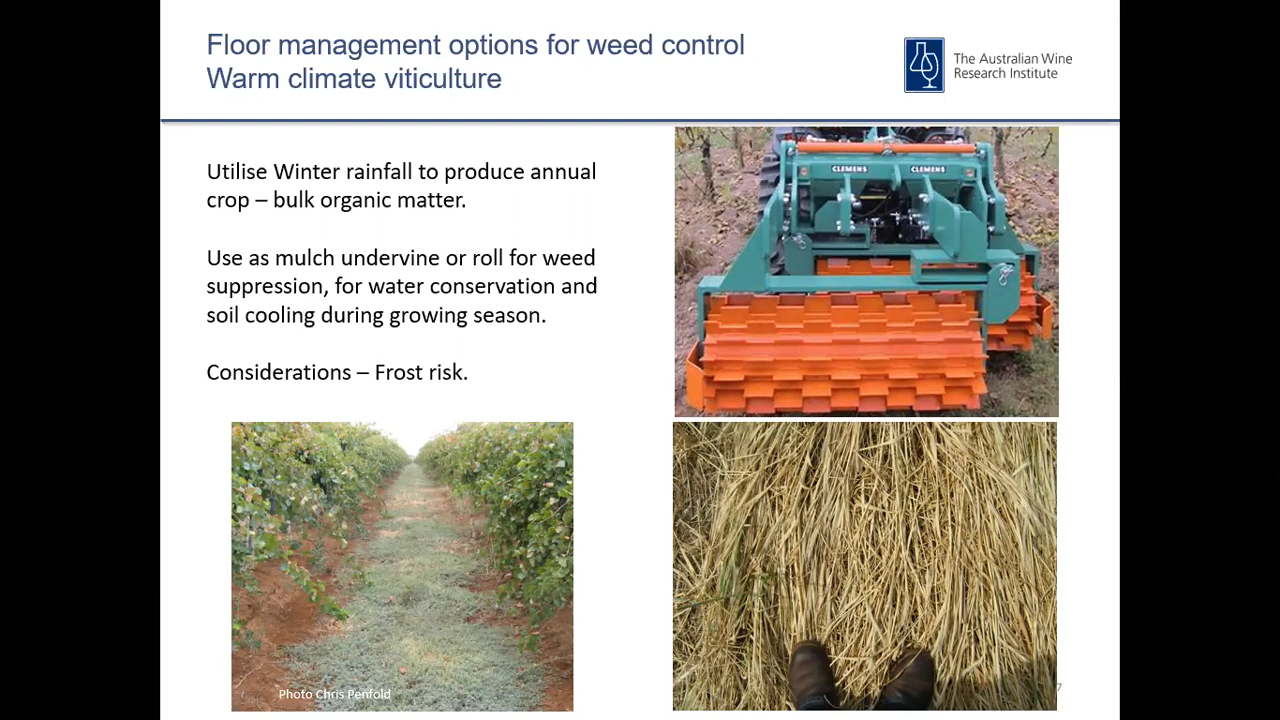 Floor management options for weed control
Warm climate viticulture
The Australian Wine
Research Institute
Utilise Winter rainfall to produce annual
crop – bulk organic matter.
Use as mulch undervine or roll for weed
suppression, for water conservation and
soil cooling during growing season.
Considerations – Frost risk.
CLEMENS
CLEMENS
Photo Chris Penfold
7